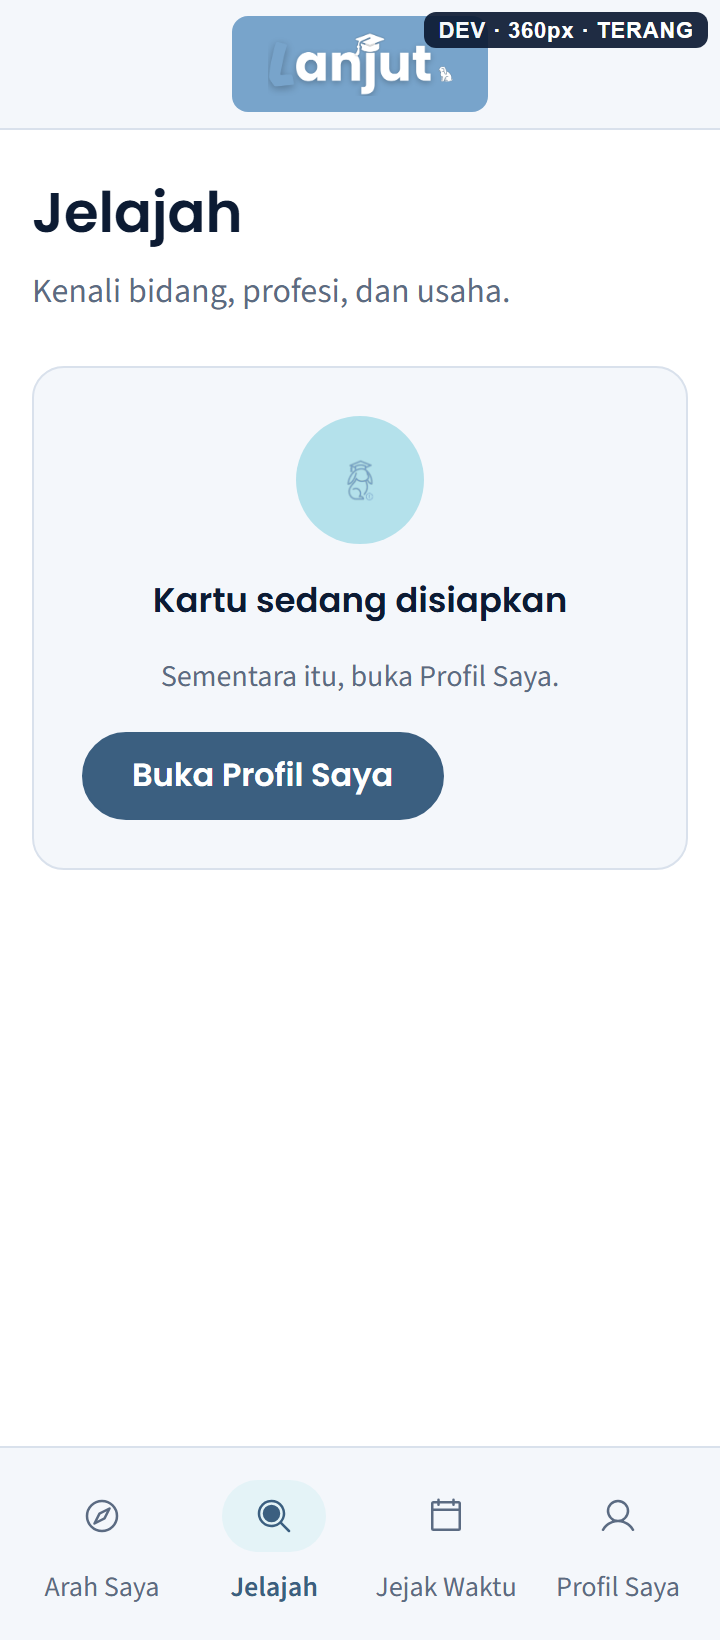 Lanjut
DEV · 360px · TERANG
Jelajah
Kenali bidang, profesi, dan usaha.
Kartu sedang disiapkan
Sementara itu, buka Profil Saya.
Buka Profil Saya
Arah Saya
Jelajah
Jejak Waktu
Profil Saya